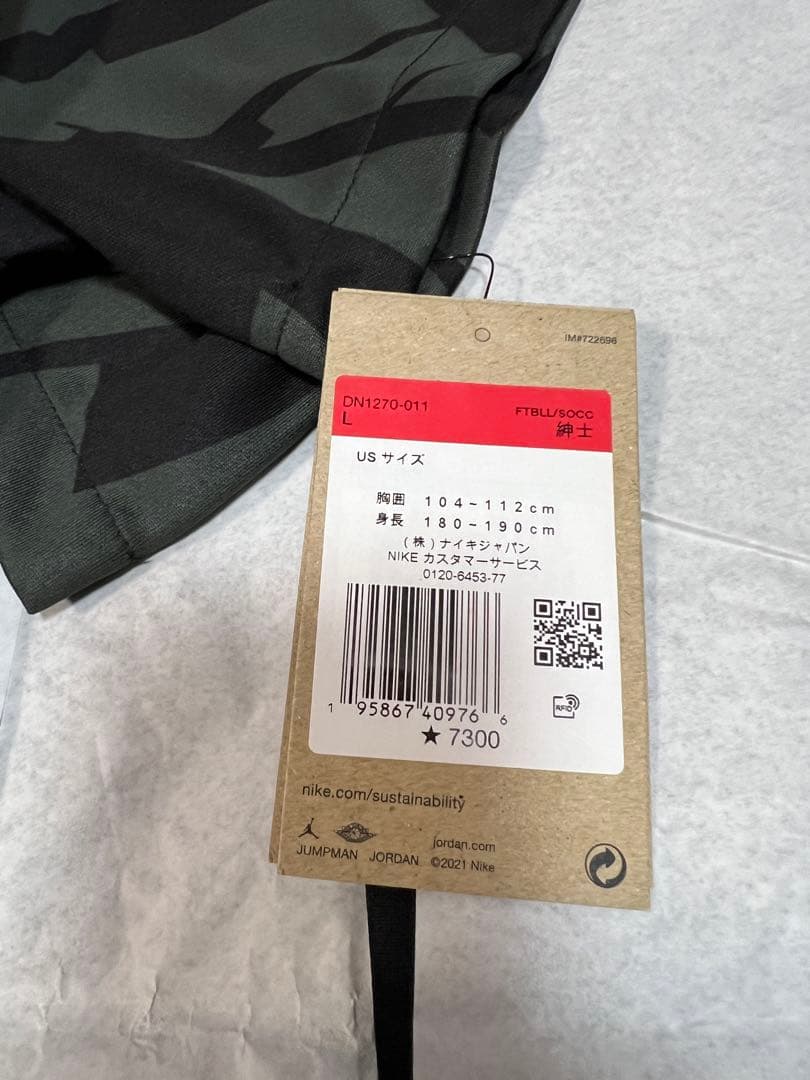 IM#722696
DN1270-011
FTBLL/SOCC
L
紳士
US サイズ
胸囲 104-112cm
身長 180-190cm
(株)ナイキジャパン
NIKE カスタマーサービス
0120-6453-77
RFID
1 95867 40976 6
★7300
nike.com/sustainability
jordan.com
JUMPMAN JORDAN ©2021 Nike